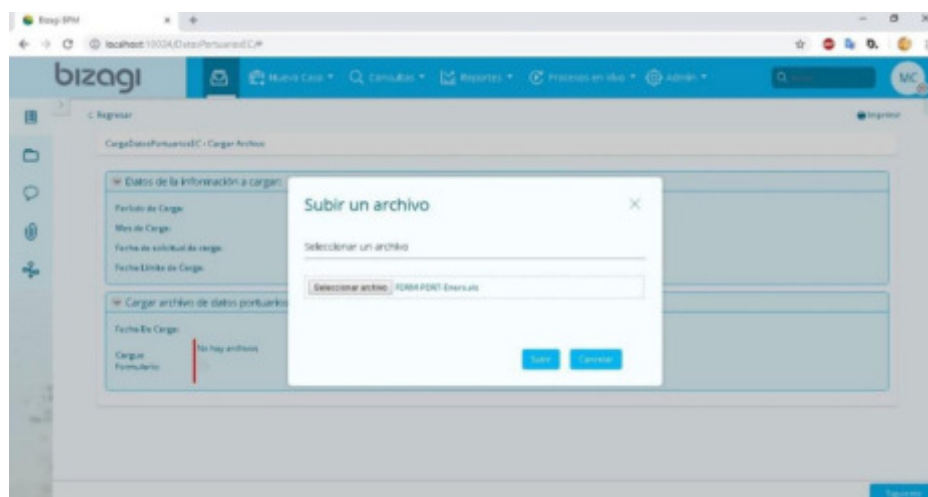 Bizagi BPM
localhost:10024/DatosPortuariosEC/#
bizagi
Nuevo Caso
Consultas
Reportes
Procesos en vivo
Admin
MC
< Regresar
Imprimir
CargaDatosPortuariosEC › Cargar Archivo
Datos de la información a cargar:
Periodo de Carga:
Mes de Carga:
Fecha de solicitud de carga:
Fecha Límite de Carga:
Cargar archivo de datos portuarios
Fecha De Carga:
No hay archivos
Cargue
Formulario:
Subir un archivo
Seleccionar un archivo
Seleccionar archivo FORM-PORT-Enero.xls
Subir
Cancelar
Siguiente